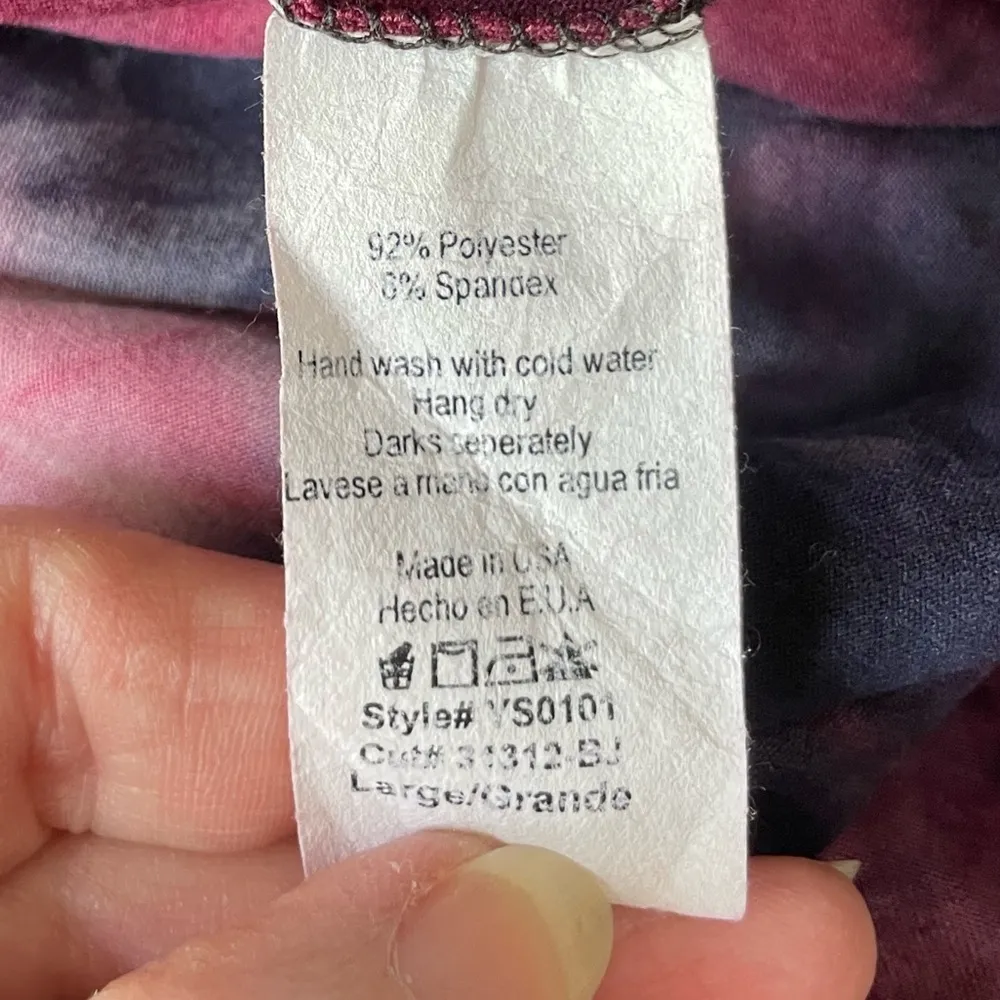 92% Polyester
8% Spandex
Hand wash with cold water
Hang dry
Darks seperately
Lavese a mano con agua fria
Made in USA
Hecho en E.U.A
Style# VS0101
Cut# 31312-BJ
Large/Grande